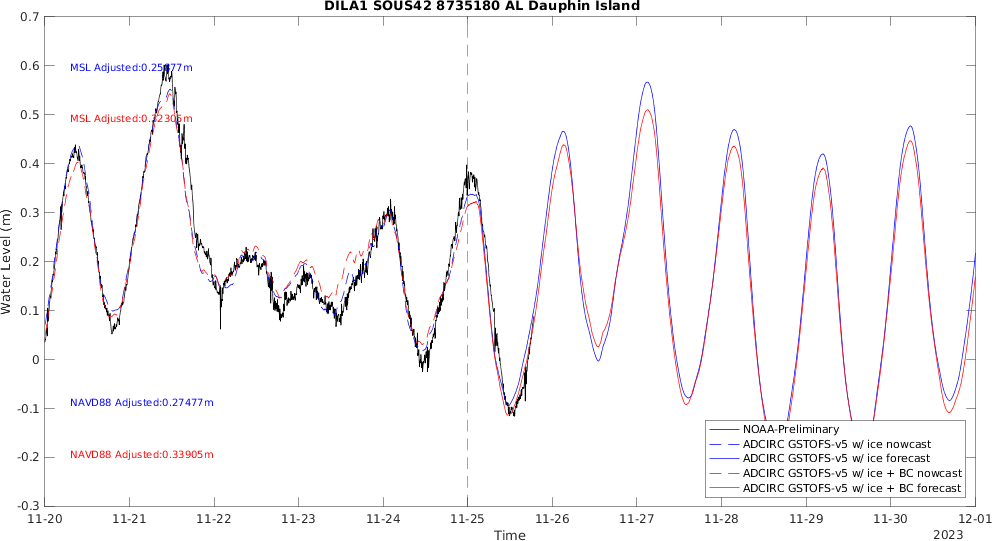 DILA1 SOUS42 8735180 AL Dauphin Island
Water Level (m)
0.7
0.6
0.5
0.4
0.3
0.2
0.1
0
-0.1
-0.2
-0.3
MSL Adjusted:0.25477m
MSL Adjusted:0.32305m
NAVD88 Adjusted:0.27477m
NAVD88 Adjusted:0.33905m
NOAA-Preliminary
ADCIRC GSTOFS-v5 w/ ice nowcast
ADCIRC GSTOFS-v5 w/ ice forecast
ADCIRC GSTOFS-v5 w/ ice + BC nowcast
ADCIRC GSTOFS-v5 w/ ice + BC forecast
11-20 11-21 11-22 11-23 11-24 11-25 11-26 11-27 11-28 11-29 11-30 12-01
Time
2023